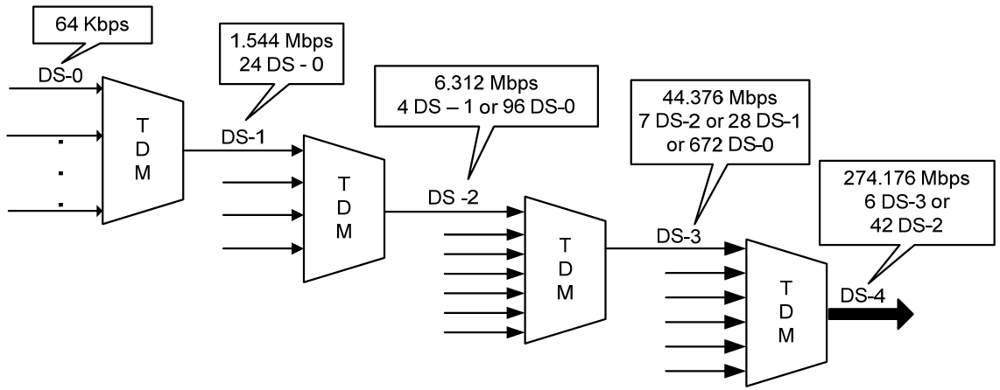 64 Kbps
DS-0
T
D
M
1.544 Mbps
24 DS - 0
DS-1
T
D
M
6.312 Mbps
4 DS – 1 or 96 DS-0
DS -2
T
D
M
44.376 Mbps
7 DS-2 or 28 DS-1
or 672 DS-0
DS-3
T
D
M
274.176 Mbps
6 DS-3 or
42 DS-2
DS-4